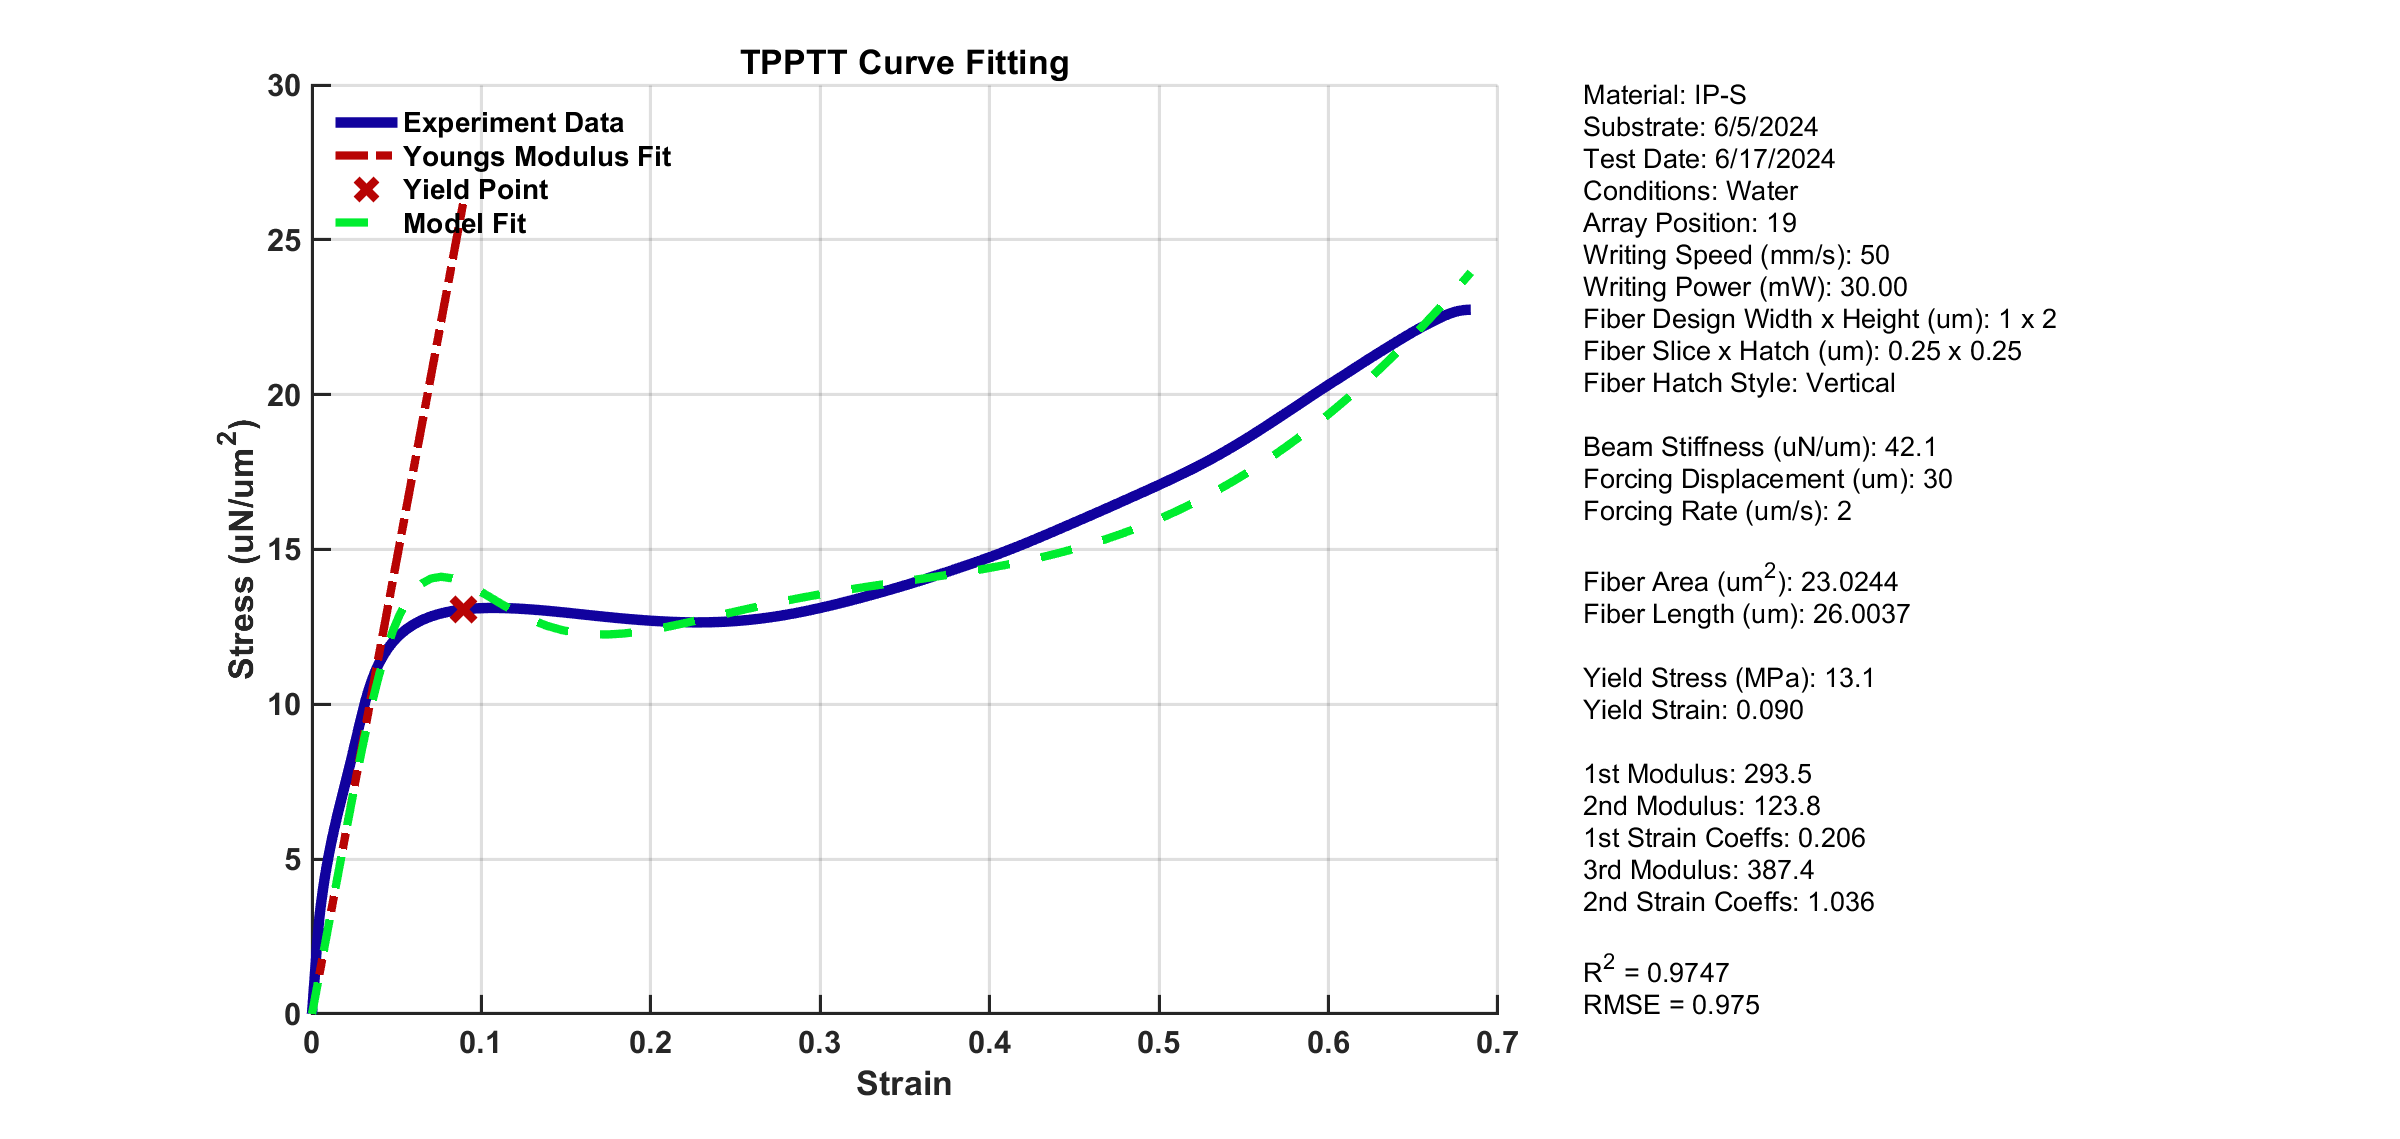 TPPTT Curve Fitting
30
25
20
15
10
5
0
Stress (uN/um²)
Experiment Data
Youngs Modulus Fit
Yield Point
Model Fit
0 0.1 0.2 0.3 0.4 0.5 0.6 0.7
Strain
Material: IP-S
Substrate: 6/5/2024
Test Date: 6/17/2024
Conditions: Water
Array Position: 19
Writing Speed (mm/s): 50
Writing Power (mW): 30.00
Fiber Design Width x Height (um): 1 x 2
Fiber Slice x Hatch (um): 0.25 x 0.25
Fiber Hatch Style: Vertical
Beam Stiffness (uN/um): 42.1
Forcing Displacement (um): 30
Forcing Rate (um/s): 2
Fiber Area (um²): 23.0244
Fiber Length (um): 26.0037
Yield Stress (MPa): 13.1
Yield Strain: 0.090
1st Modulus: 293.5
2nd Modulus: 123.8
1st Strain Coeffs: 0.206
3rd Modulus: 387.4
2nd Strain Coeffs: 1.036
R² = 0.9747
RMSE = 0.975